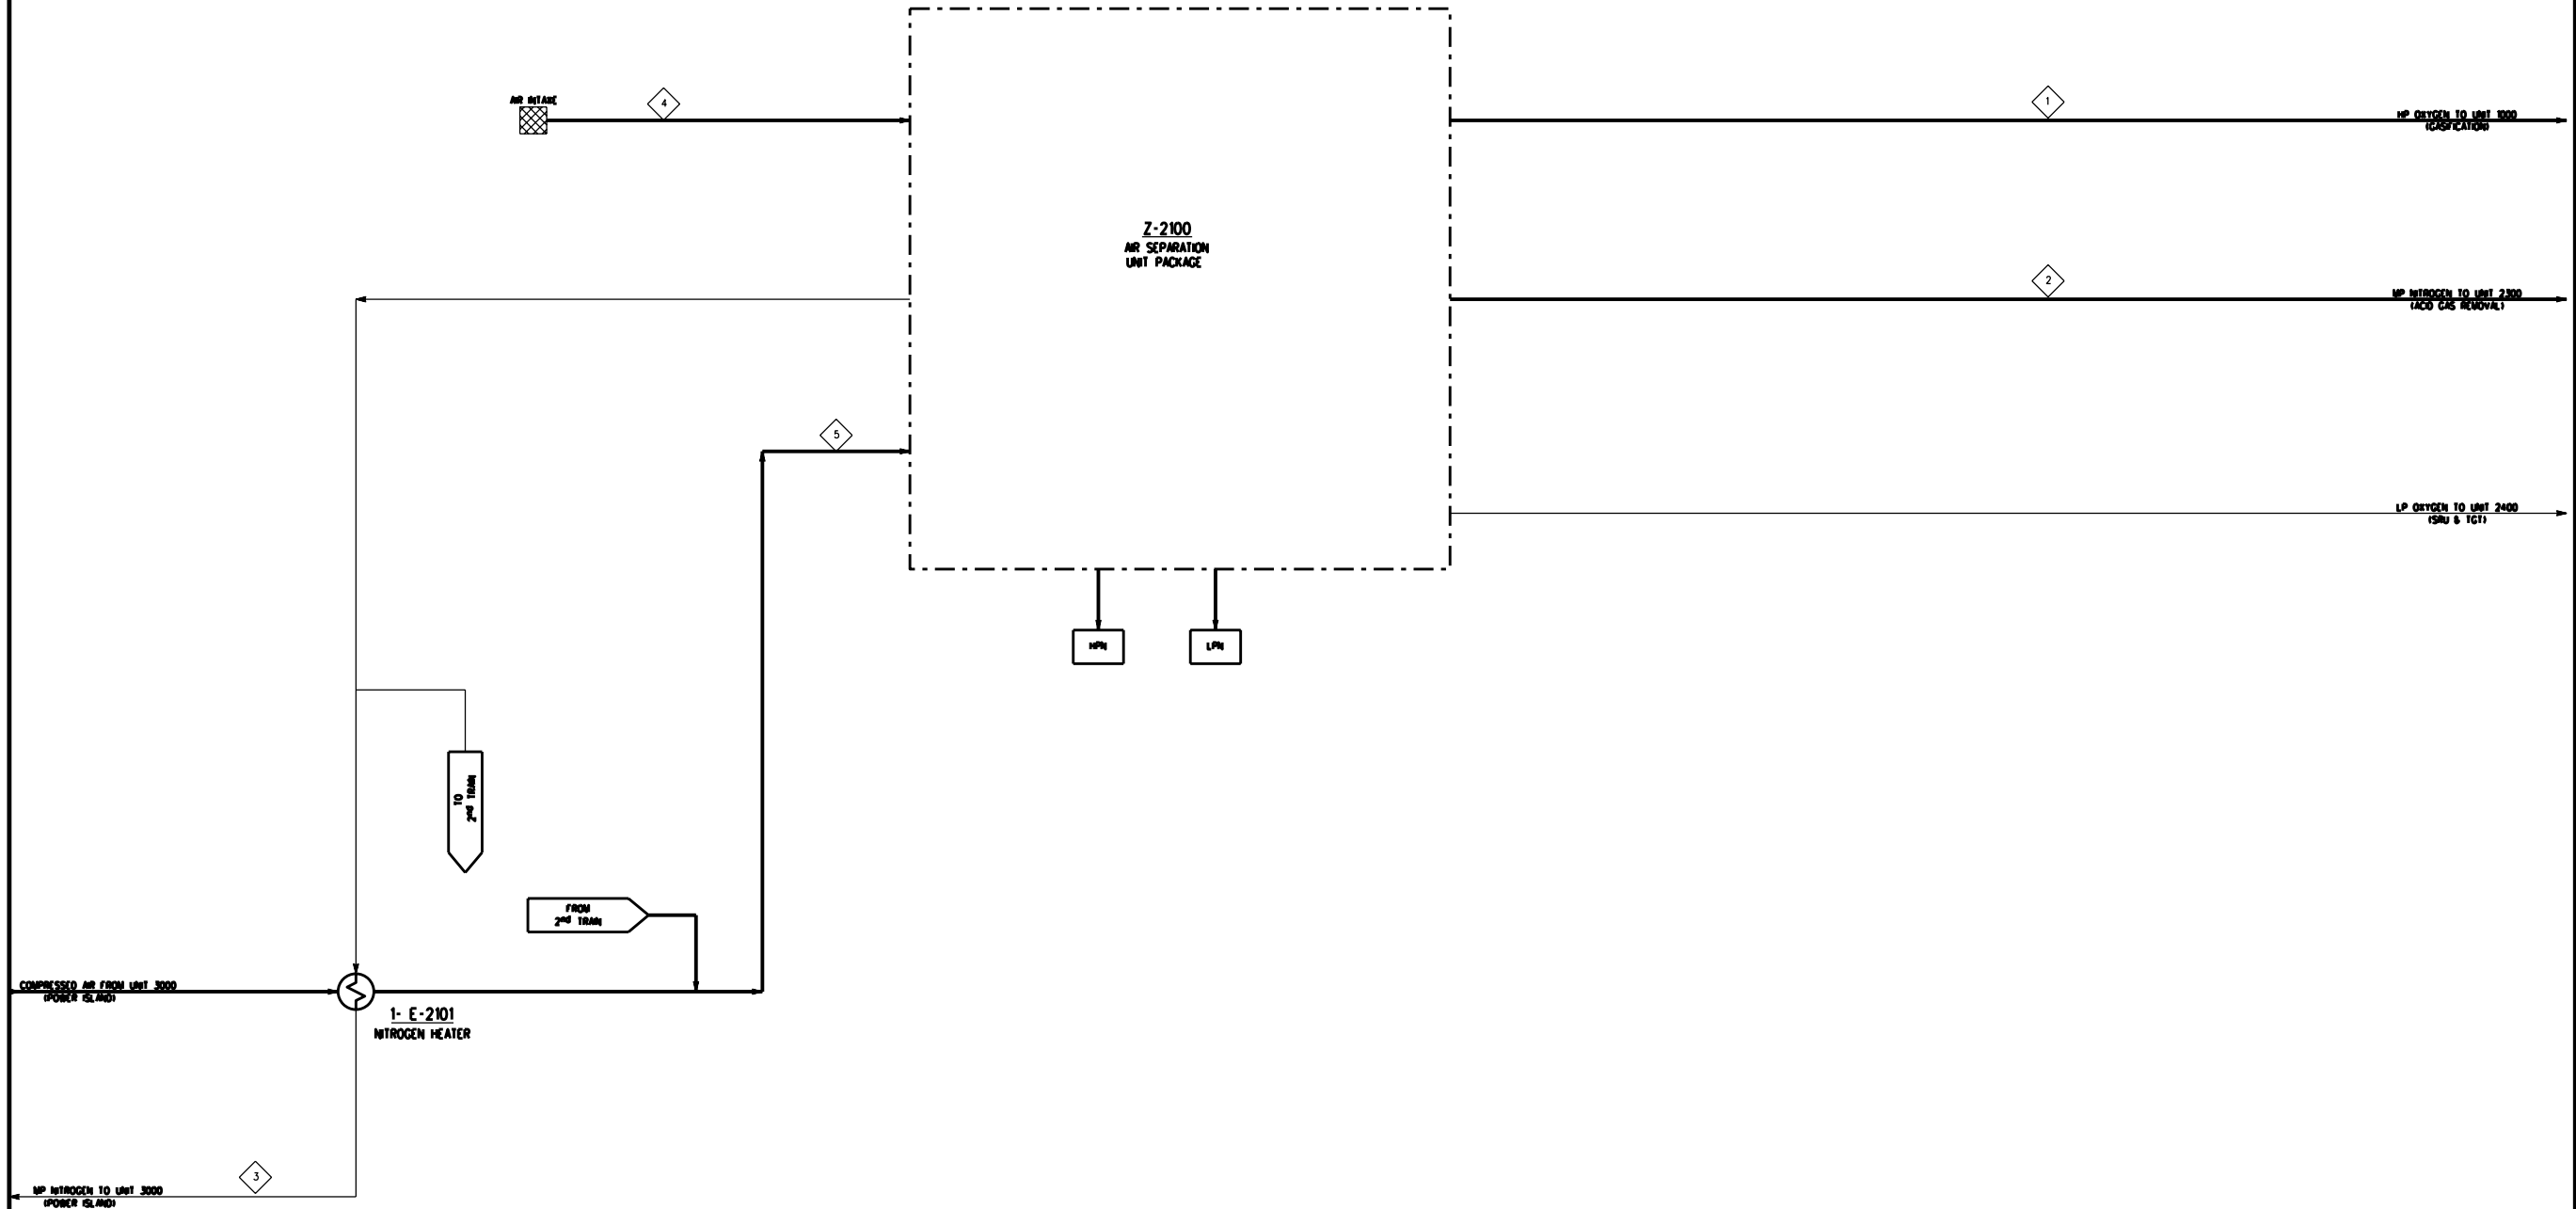 AIR INTAKE
4
1
HP OXYGEN TO UNIT 1000
(GASIFICATION)
Z-2100
AIR SEPARATION
UNIT PACKAGE
2
MP NITROGEN TO UNIT 2300
(ACID GAS REMOVAL)
5
LP OXYGEN TO UNIT 2400
(SRU & TGT)
HPN
LPN
TO
2nd TRAIN
FROM
2nd TRAIN
COMPRESSED AIR FROM UNIT 3000
(POWER ISLAND)
1- E-2101
NITROGEN HEATER
3
MP NITROGEN TO UNIT 3000
(POWER ISLAND)